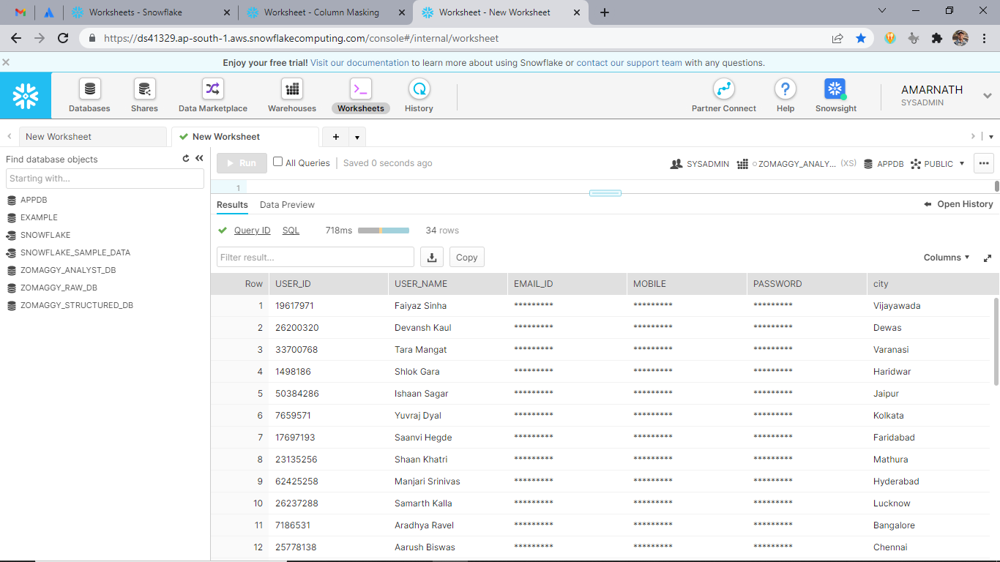 Worksheets - Snowflake
Worksheet - Column Masking
Worksheet - New Worksheet
https://ds41329.ap-south-1.aws.snowflakecomputing.com/console#/internal/worksheet
Enjoy your free trial! Visit our documentation to learn more about using Snowflake or contact our support team with any questions.
Databases Shares Data Marketplace Warehouses Worksheets History Partner Connect Help Snowsight
AMARNATH
SYSADMIN
New Worksheet
New Worksheet
Find database objects
Starting with...
APPDB
EXAMPLE
SNOWFLAKE
SNOWFLAKE_SAMPLE_DATA
ZOMAGGY_ANALYST_DB
ZOMAGGY_RAW_DB
ZOMAGGY_STRUCTURED_DB
Run All Queries Saved 0 seconds ago SYSADMIN ZOMAGGY_ANALY... (XS) APPDB PUBLIC
1
Results Data Preview Open History
Query ID SQL 718ms 34 rows
Filter result... Copy Columns
Row USER_ID USER_NAME EMAIL_ID MOBILE PASSWORD city
1 19617971 Faiyaz Sinha ********* ********* ********* Vijayawada
2 26200320 Devansh Kaul ********* ********* ********* Dewas
3 33700768 Tara Mangat ********* ********* ********* Varanasi
4 1498186 Shlok Gara ********* ********* ********* Haridwar
5 50384286 Ishaan Sagar ********* ********* ********* Jaipur
6 7659571 Yuvraj Dyal ********* ********* ********* Kolkata
7 17697193 Saanvi Hegde ********* ********* ********* Faridabad
8 23135256 Shaan Khatri ********* ********* ********* Mathura
9 62425258 Manjari Srinivas ********* ********* ********* Hyderabad
10 26237288 Samarth Kalla ********* ********* ********* Lucknow
11 7186531 Aradhya Ravel ********* ********* ********* Bangalore
12 25778138 Aarush Biswas ********* ********* ********* Chennai